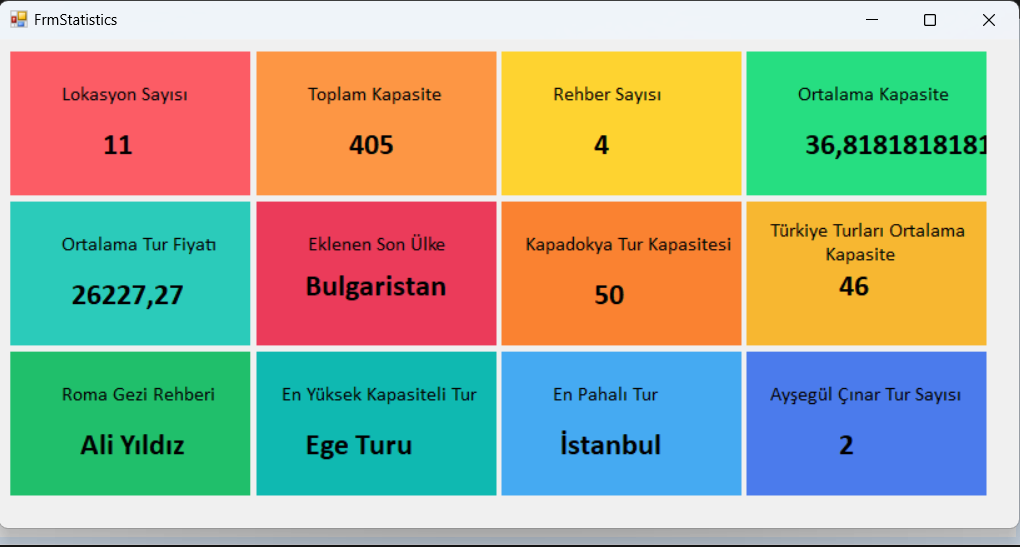 FrmStatistics
Lokasyon Sayısı
11
Toplam Kapasite
405
Rehber Sayısı
4
Ortalama Kapasite
36,8181818181
Ortalama Tur Fiyatı
26227,27
Eklenen Son Ülke
Bulgaristan
Kapadokya Tur Kapasitesi
50
Türkiye Turları Ortalama
Kapasite
46
Roma Gezi Rehberi
Ali Yıldız
En Yüksek Kapasiteli Tur
Ege Turu
En Pahalı Tur
İstanbul
Ayşegül Çınar Tur Sayısı
2